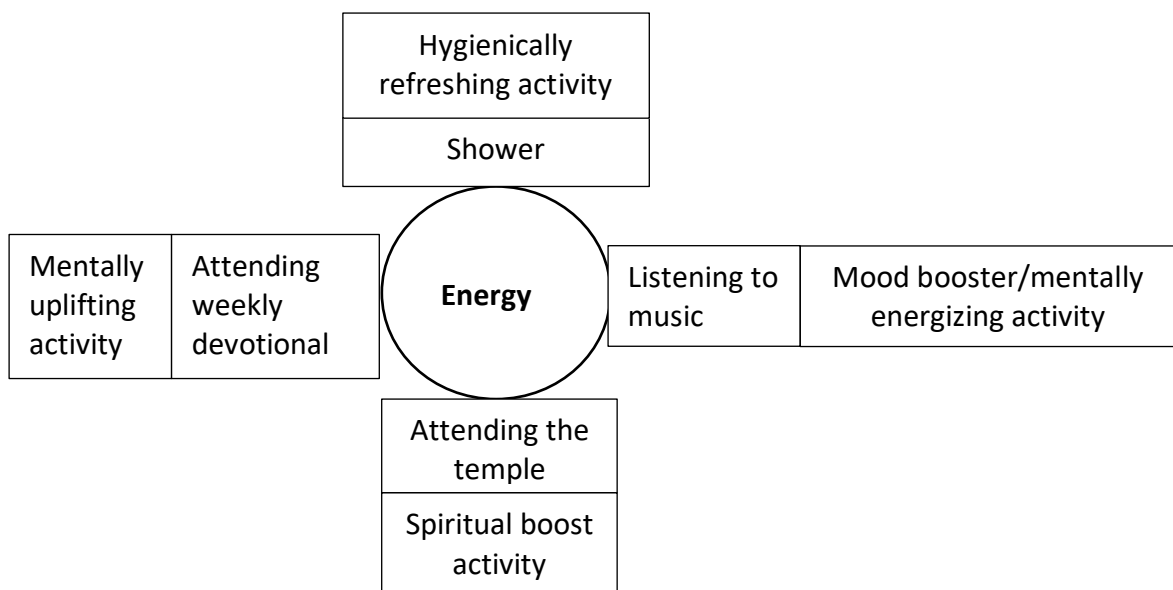 Hygienically
refreshing activity
Shower
Mentally
uplifting
activity
Attending
weekly
devotional
Energy
Listening to
music
Mood booster/mentally
energizing activity
Attending the
temple
Spiritual boost
activity